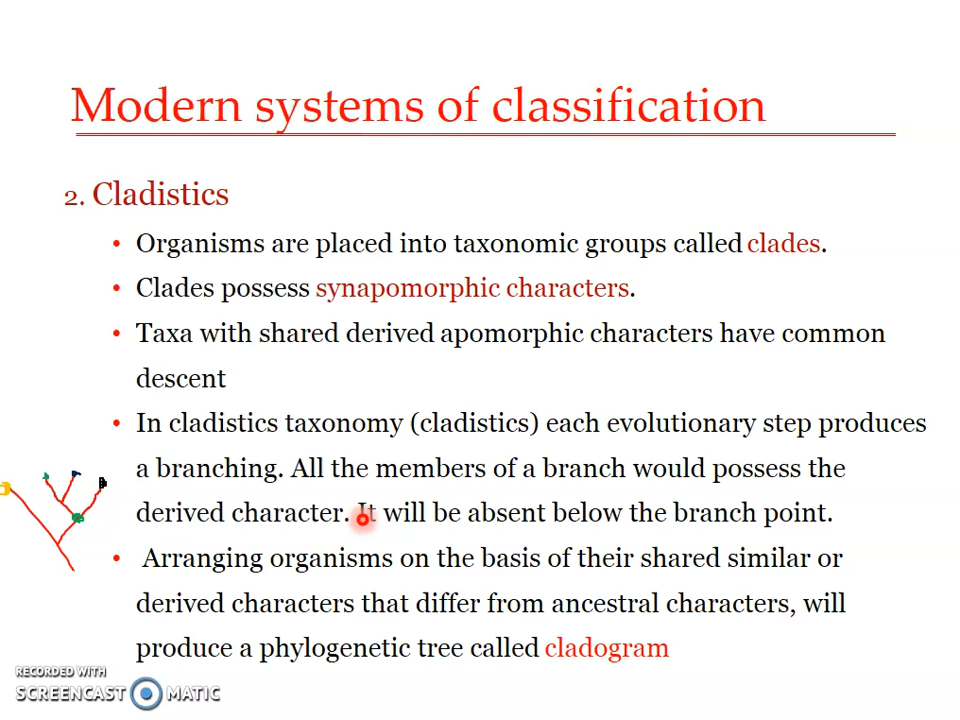 Modern systems of classification
2. Cladistics
• Organisms are placed into taxonomic groups called clades.
• Clades possess synapomorphic characters.
• Taxa with shared derived apomorphic characters have common
descent
• In cladistics taxonomy (cladistics) each evolutionary step produces
a branching. All the members of a branch would possess the
derived character. It will be absent below the branch point.
• Arranging organisms on the basis of their shared similar or
derived characters that differ from ancestral characters, will
produce a phylogenetic tree called cladogram
RECORDED WITH
SCREENCAST MATIC